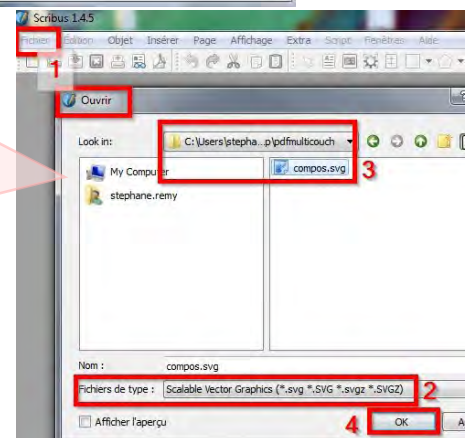 Scribus 1.4.5
Fichier Edition Objet Insérer Page Affichage Extra Script Fenêtres Aide
1
Ouvrir
Look in: C:\Users\stepha...p\pdfmulticouch
My Computer
stephane.remy
compos.svg
3
Nom : compos.svg
Fichiers de type : Scalable Vector Graphics (*.svg *.SVG *.svgz *.SVGZ)
2
Afficher l'aperçu
4
OK
A